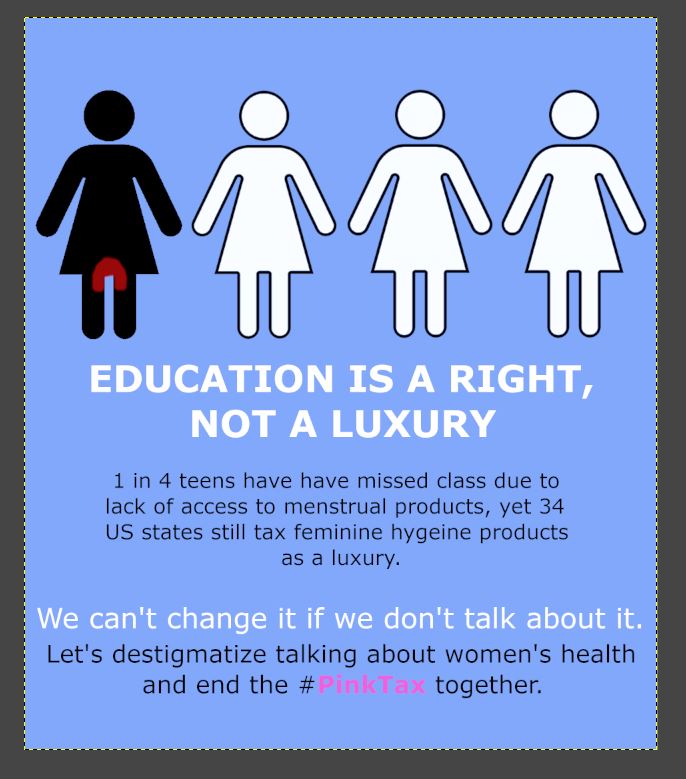 EDUCATION IS A RIGHT,
NOT A LUXURY
1 in 4 teens have have missed class due to
lack of access to menstrual products, yet 34
US states still tax feminine hygeine products
as a luxury.
We can't change it if we don't talk about it.
Let's destigmatize talking about women's health
and end the #PinkTax together.